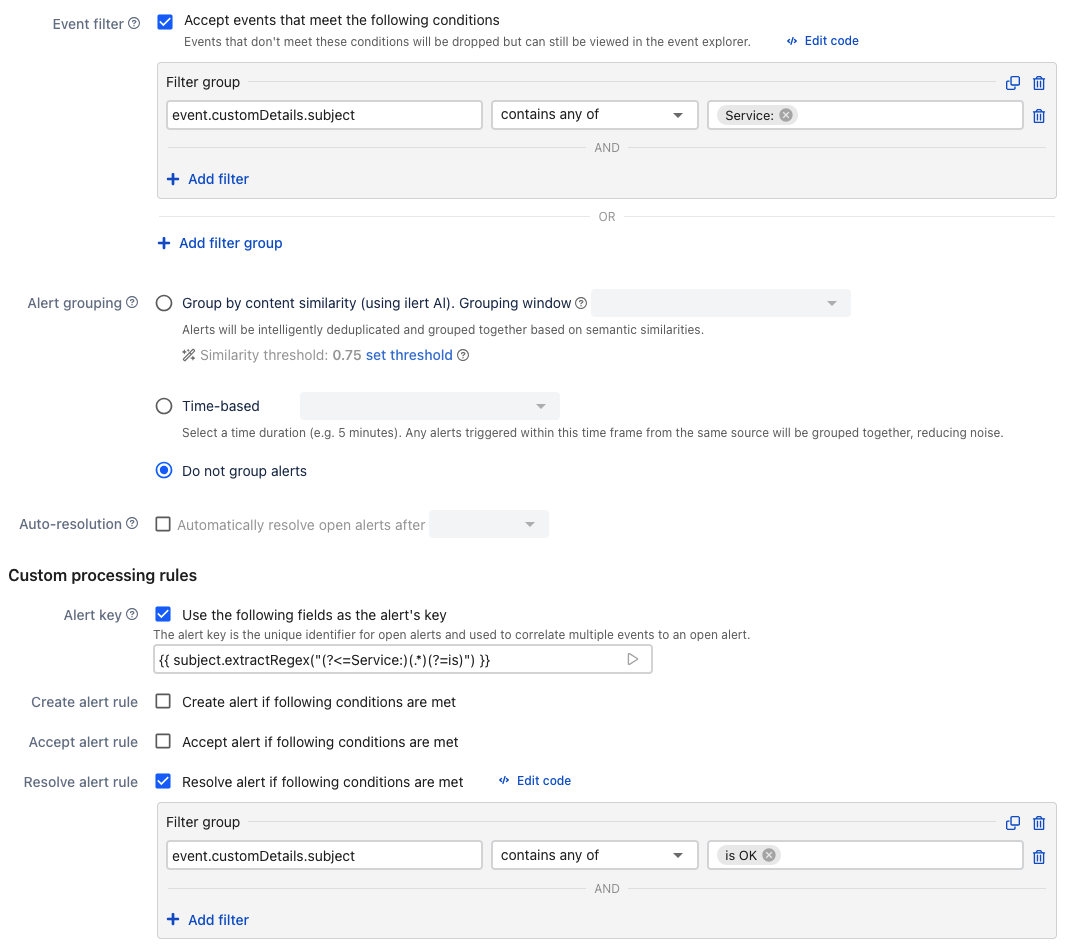 Event filter
Accept events that meet the following conditions
Events that don't meet these conditions will be dropped but can still be viewed in the event explorer.
Edit code
Filter group
event.customDetails.subject
contains any of
Service:
AND
Add filter
OR
Add filter group
Alert grouping
Group by content similarity (using ilert AI). Grouping window
Alerts will be intelligently deduplicated and grouped together based on semantic similarities.
Similarity threshold: 0.75 set threshold
Time-based
Select a time duration (e.g. 5 minutes). Any alerts triggered within this time frame from the same source will be grouped together, reducing noise.
Do not group alerts
Auto-resolution
Automatically resolve open alerts after
Custom processing rules
Alert key
Use the following fields as the alert's key
The alert key is the unique identifier for open alerts and used to correlate multiple events to an open alert.
{{ subject.extractRegex("(?<=Service:)(.*)(?=is)") }}
Create alert rule
Create alert if following conditions are met
Accept alert rule
Accept alert if following conditions are met
Resolve alert rule
Resolve alert if following conditions are met
Edit code
Filter group
event.customDetails.subject
contains any of
is OK
AND
Add filter